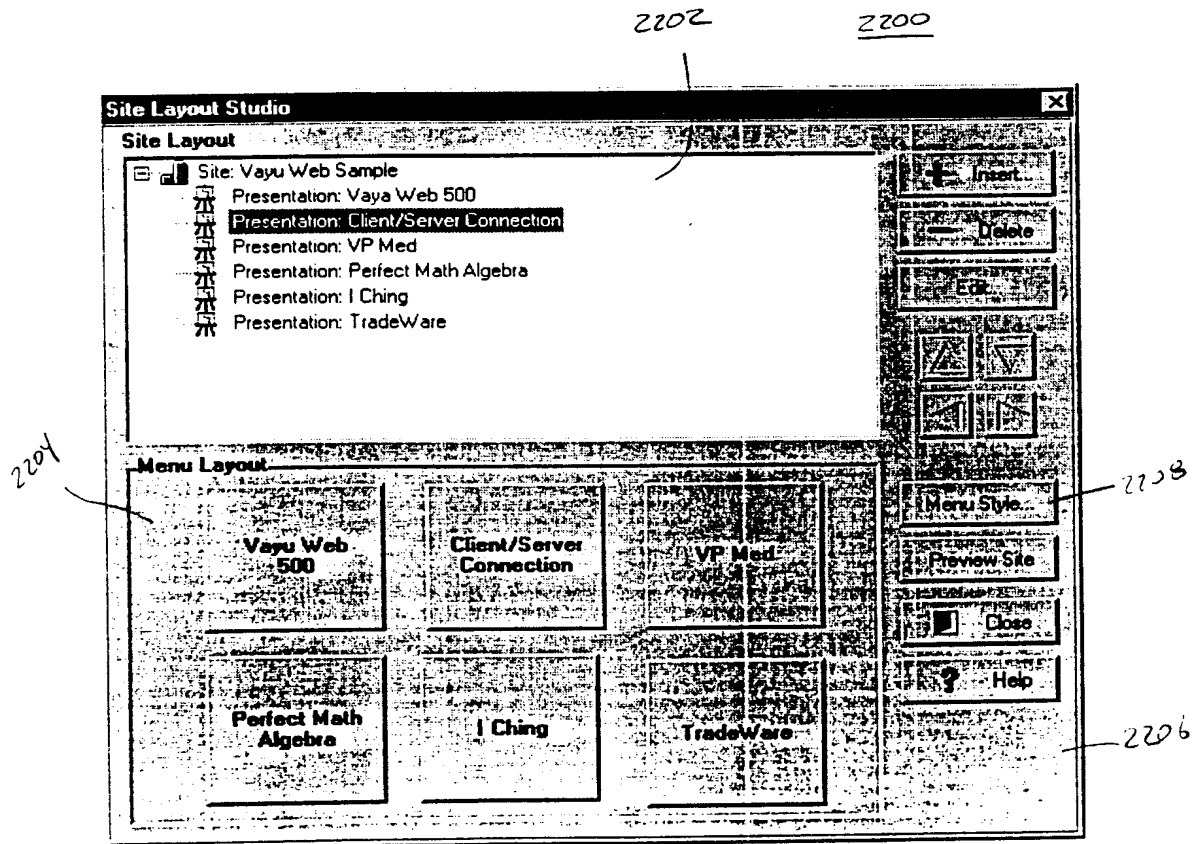 2202
2200
Site Layout Studio
Site Layout
Site: Vayu Web Sample
Presentation: Vaya Web 500
Presentation: Client/Server Connection
Presentation: VP Med
Presentation: Perfect Math Algebra
Presentation: I Ching
Presentation: TradeWare
Insert...
Delete
Edit...
2204
Menu Layout
Vayu Web
500
Client/Server
Connection
VP Med
Perfect Math
Algebra
I Ching
TradeWare
Menu Style...
2208
Preview Site
Close
? Help
2206